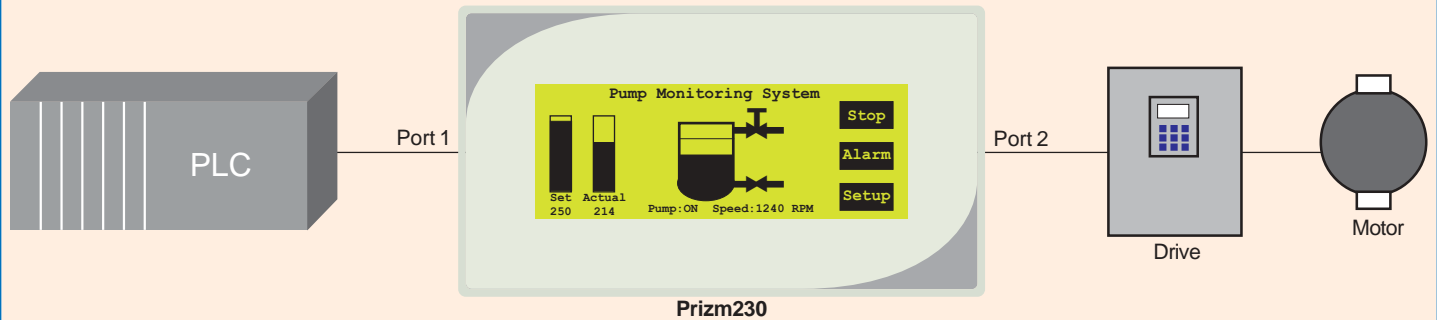 PLC
Port 1
Pump Monitoring System
Set Actual
250 214
Pump:ON Speed:1240 RPM
Stop
Alarm
Setup
Prizm230
Port 2
Drive
Motor